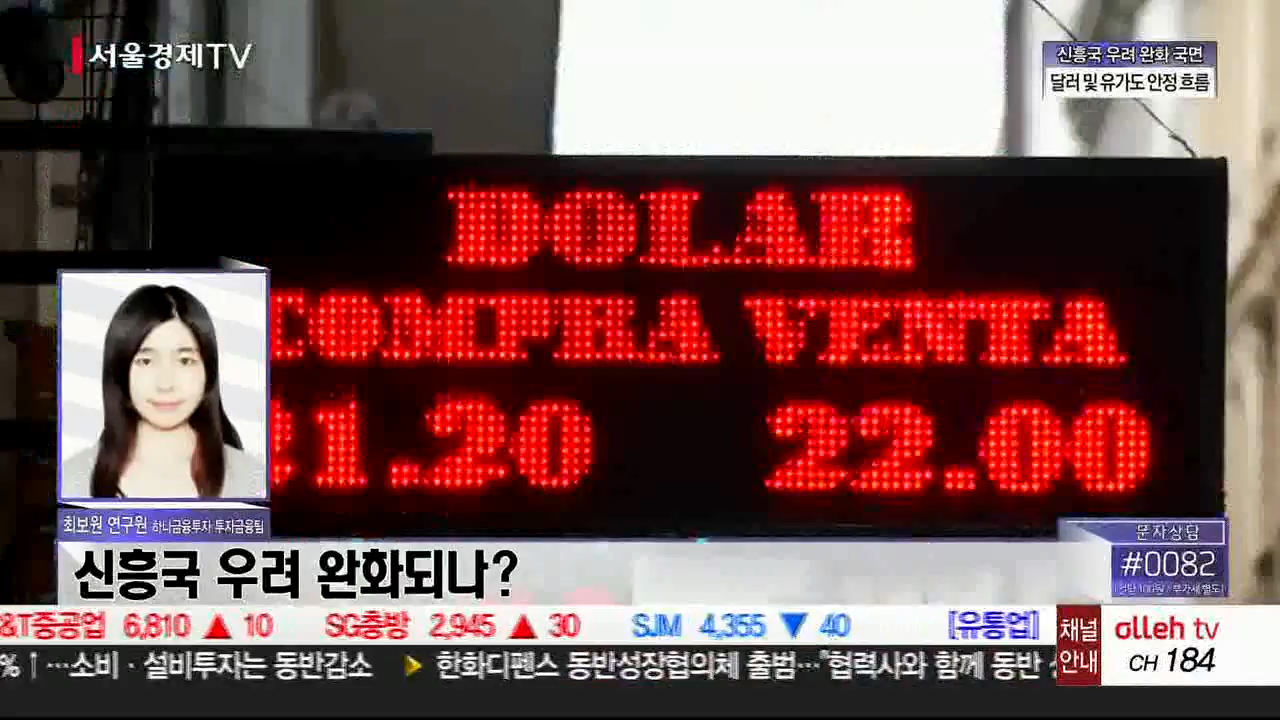 서울경제TV
신흥국 우려 완화 국면
달러 및 유가도 안정 흐름
DOLAR
COMPRA VENTA
21.20 22.00
최보원 연구원 하나금융투자 투자금융팀
신흥국 우려 완화되나?
문자상담
#0082
&T중공업 6,810 ▲ 10 SG충방 2,945 ▲ 30 SJM 4,355 ▼ 40 [유통업]
채널안내
olleh tv
CH 184
% ↑…소비·설비투자는 동반감소 한화디펜스 동반성장협의체 출범…"협력사와 함께 동반